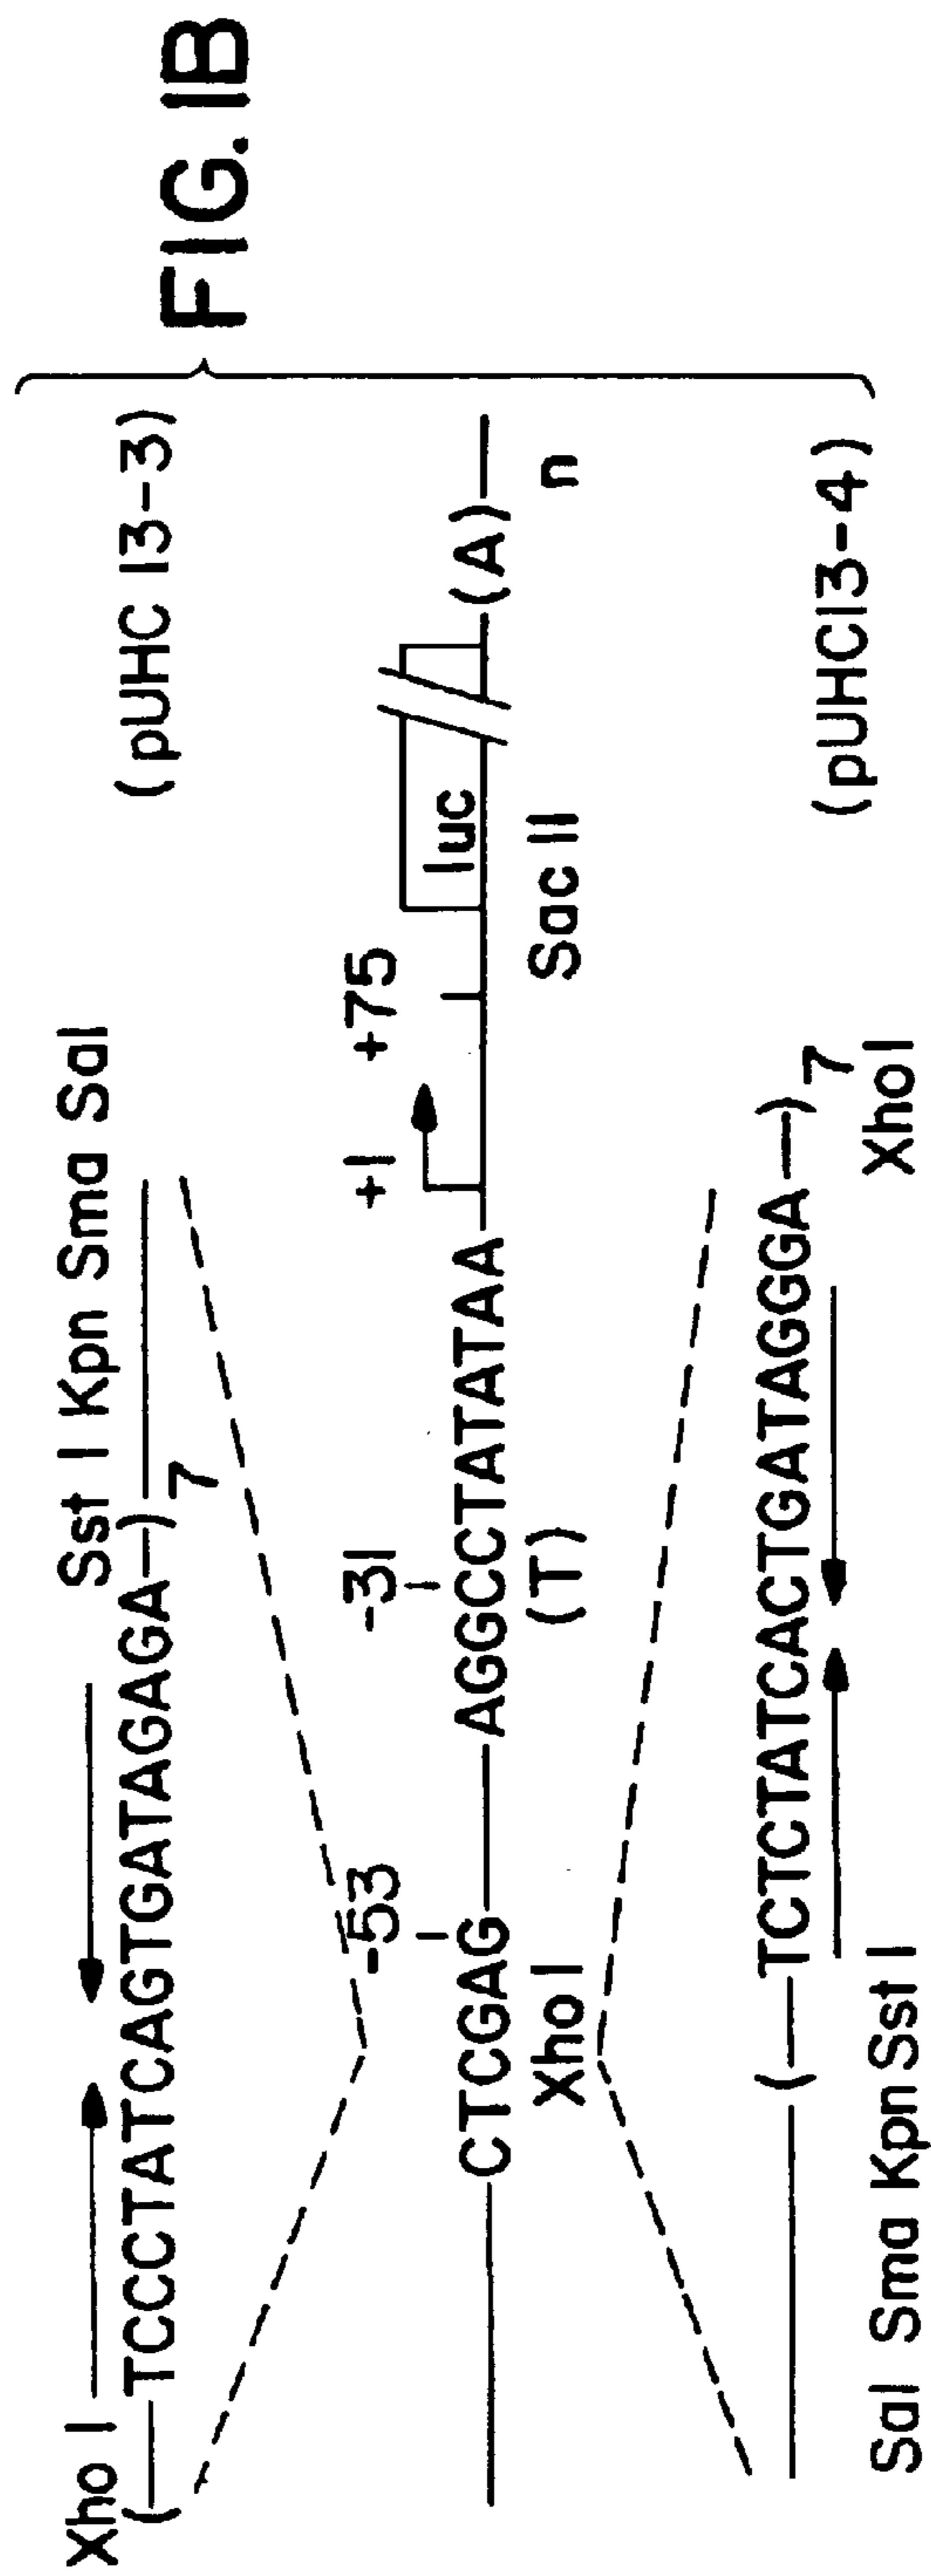 FIG. 1B
Xho I Sst I Kpn Sma Sal
(—TCCCTATCAGTGATAGAGA—)7 (pUHC 13-3)
-53 -31 +1 +75
CTCGAG — AGGCCTATATAA luc (A)n
Xho I (T) Sac II
(—TCTCTATCACTGATAGGGA—)7 (pUHC13-4)
Sal Sma Kpn Sst I Xho I